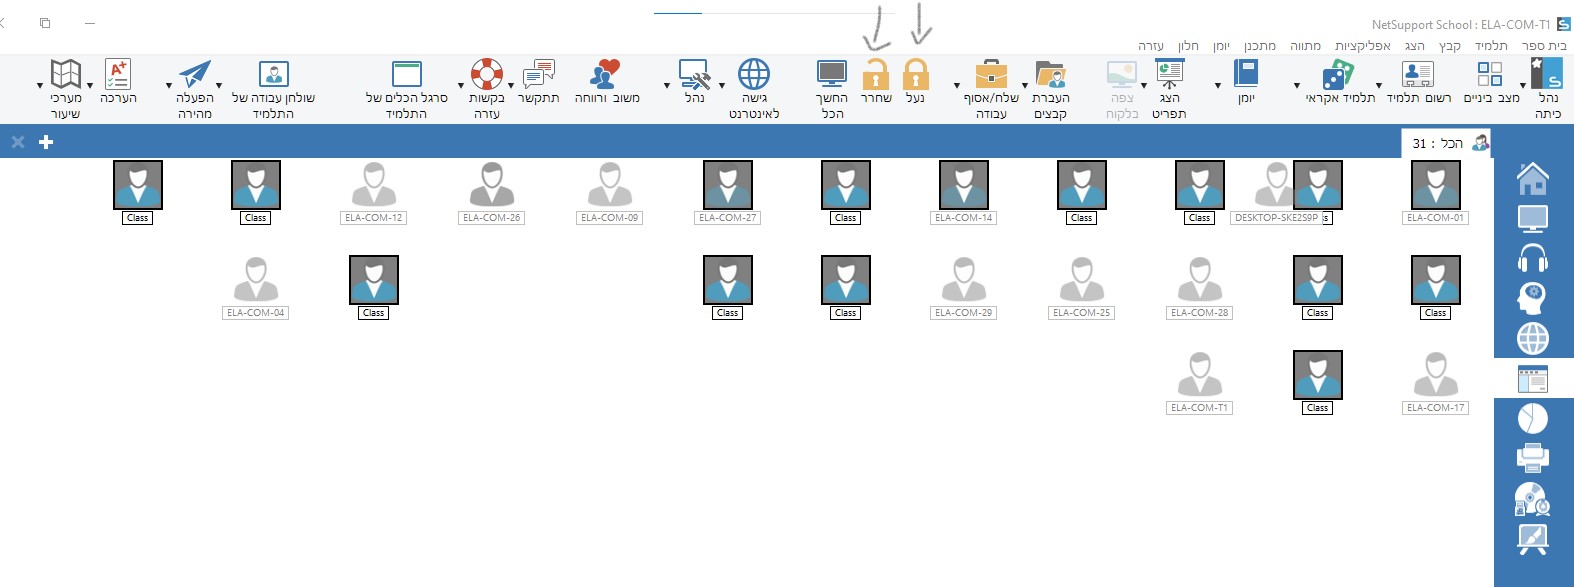 NetSupport School : ELA-COM-T1
בית ספר תלמיד קבץ הצג אפליקציות מתווה מתכנן יומן חלון עזרה
נהל כיתה
מצב ביניים
רשום תלמיד
תלמיד אקראי
יומן
הצג תפריט
צפה בלקוח
העברת קבצים
שלח/אסוף עבודה
נעל
שחרר
החשך הכל
גישה לאינטרנט
נהל
משוב ורווחה
תתקשר
בקשות עזרה
סרגל הכלים של התלמיד
שולחן עבודה של התלמיד
הפעלה מהירה
הערכה
מערכי שיעור
הכל : 31
ELA-COM-01
DESKTOP-SKE2S9P
Class
Class
ELA-COM-14
Class
ELA-COM-27
ELA-COM-09
ELA-COM-26
ELA-COM-12
Class
Class
Class
Class
ELA-COM-28
ELA-COM-25
ELA-COM-29
Class
Class
Class
ELA-COM-04
ELA-COM-17
Class
ELA-COM-T1